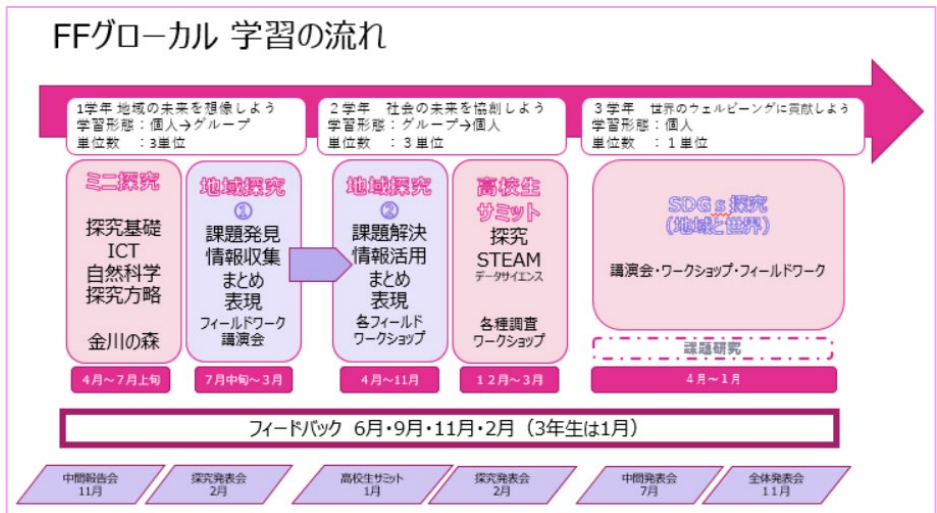 FFグローカル 学習の流れ
1学年 地域の未来を想像しよう
学習形態：個人→グループ
単位数　：3単位
２学年　社会の未来を協創しよう
学習形態：グループ→個人
単位数　：３単位
３学年　世界のウェルビーングに貢献しよう
学習形態：個人
単位数　：１単位
ミニ探究
探究基礎
ICT
自然科学
探究方略
金川の森
4月～7月上旬
地域探究
①
課題発見
情報収集
まとめ
表現
フィールドワーク
講演会
7月中旬～3月
地域探究
②
課題解決
情報活用
まとめ
表現
各フィールド
ワークショップ
4月～11月
高校生
サミット
探究
STEAM
データサイエンス
各種調査
ワークショップ
１２月～３月
SDGｓ探究
(地域と世界)
講演会・ワークショップ・フィールドワーク
課題研究
４月～１月
フィードバック 6月・9月・11月・2月（3年生は1月）
中間報告会
11月
探究発表会
2月
高校生サミット
1月
探究発表会
2月
中間発表会
7月
全体発表会
11月